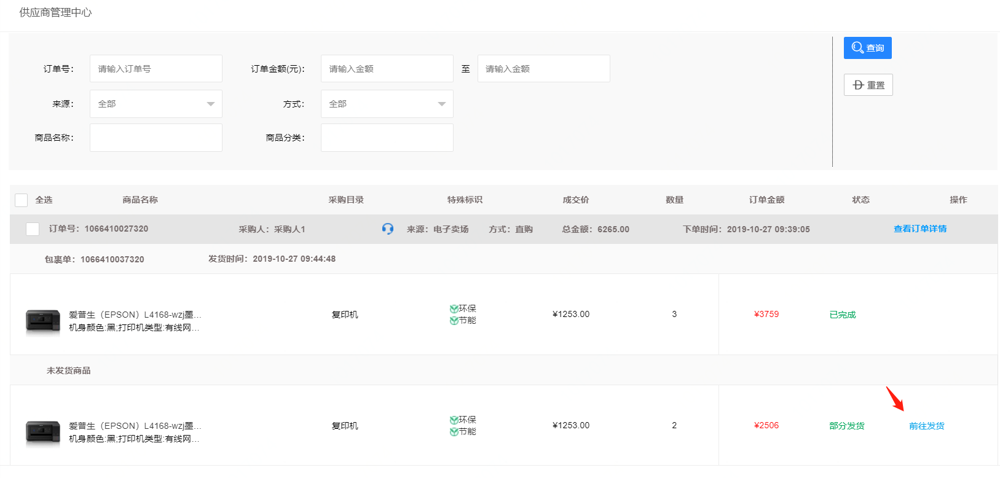 供应商管理中心
订单号： 请输入订单号 订单金额(元)： 请输入金额 至 请输入金额 查询
来源： 全部 方式： 全部 重置
商品名称： 商品分类：
全选 商品名称 采购目录 特殊标识 成交价 数量 订单金额 状态 操作
订单号：1066410027320 采购人：采购人1 来源：电子卖场 方式：直购 总金额：6265.00 下单时间：2019-10-27 09:39:05 查看订单详情
包裹单：1066410037320 发货时间：2019-10-27 09:44:48
爱普生（EPSON）L4168-wzj墨... 复印机 环保 ¥1253.00 3 ¥3759 已完成
机身颜色:黑;打印机类型:有线网... 节能
未发货商品
爱普生（EPSON）L4168-wzj墨... 复印机 环保 ¥1253.00 2 ¥2506 部分发货 前往发货
机身颜色:黑;打印机类型:有线网... 节能